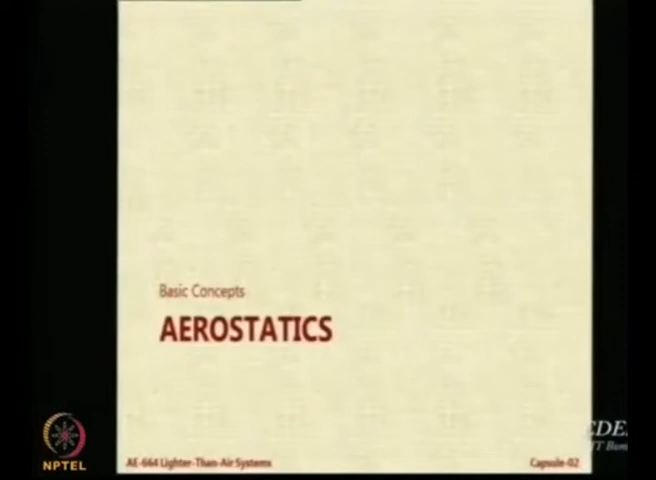 Basic Concepts
AEROSTATICS
NPTEL
AE-664 Lighter-Than-Air Systems
Capsule-02